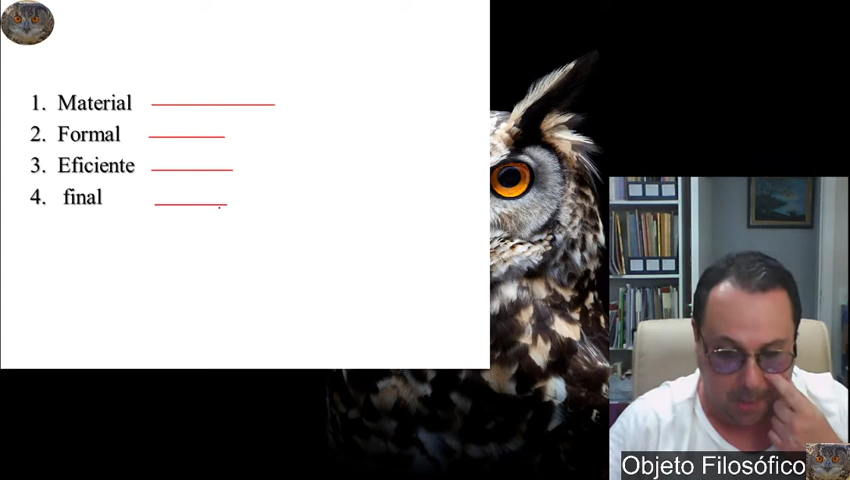 1. Material
2. Formal
3. Eficiente
4. final
Objeto Filosófico